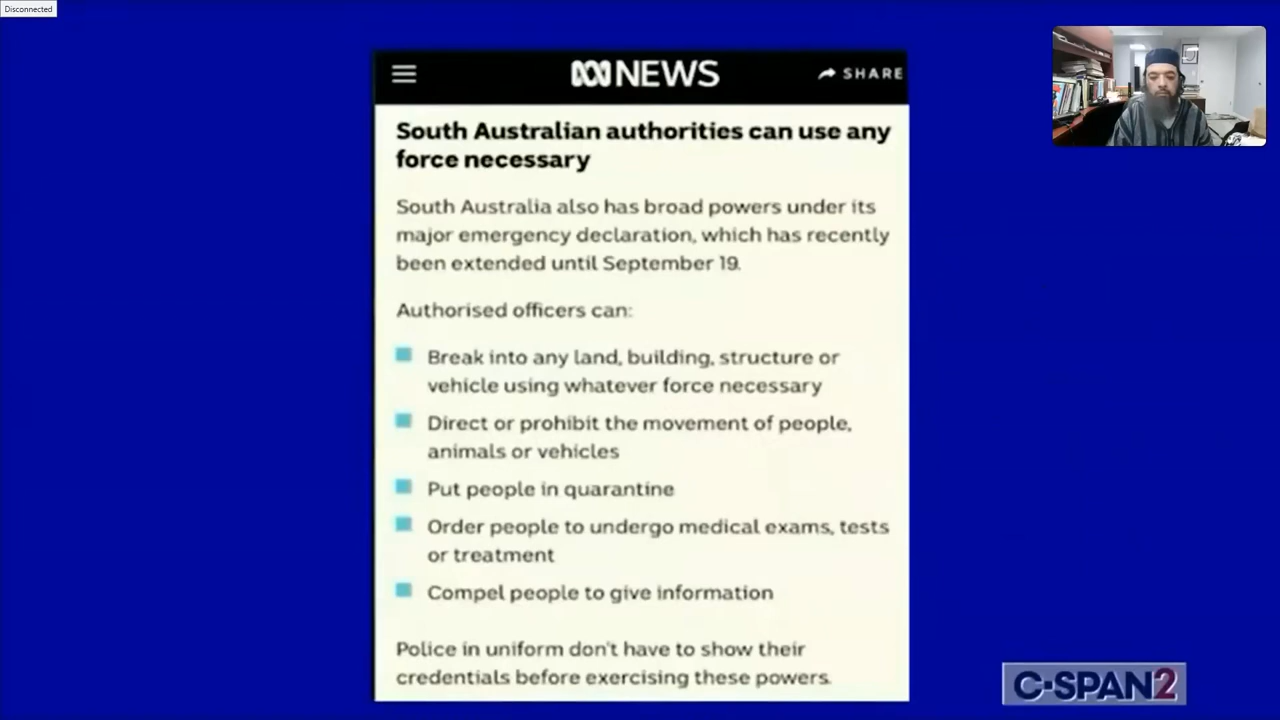 Disconnected
ABC NEWS
SHARE
South Australian authorities can use any
force necessary
South Australia also has broad powers under its
major emergency declaration, which has recently
been extended until September 19.
Authorised officers can:
Break into any land, building, structure or
vehicle using whatever force necessary
Direct or prohibit the movement of people,
animals or vehicles
Put people in quarantine
Order people to undergo medical exams, tests
or treatment
Compel people to give information
Police in uniform don't have to show their
credentials before exercising these powers.
C-SPAN2